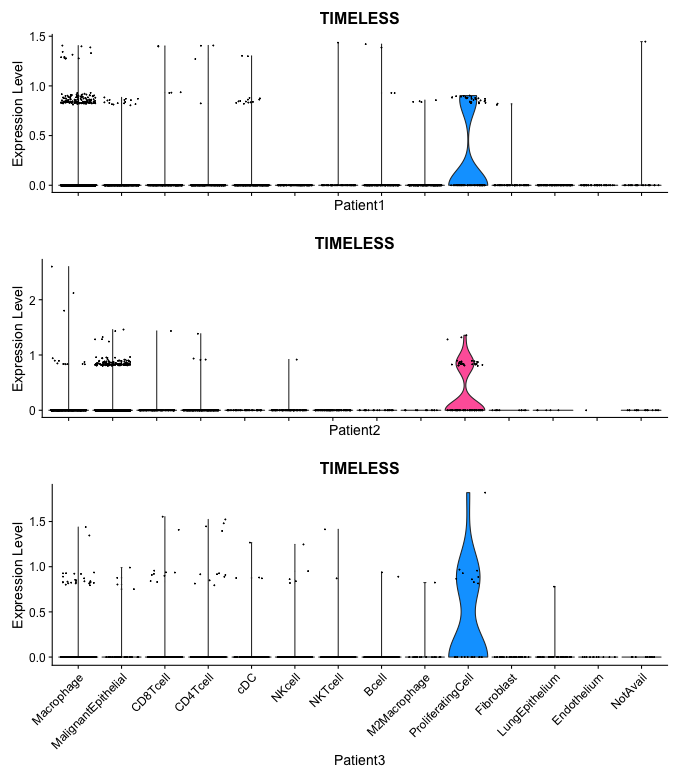 TIMELESS
Expression Level
1.5
1.0
0.5
0.0
Patient1
TIMELESS
Expression Level
2
1
0
Patient2
TIMELESS
Expression Level
1.5
1.0
0.5
0.0
Macrophage
MalignantEpithelial
CD8Tcell
CD4Tcell
cDC
NKcell
NKTcell
Bcell
M2Macrophage
ProliferatingCell
Fibroblast
LungEpithelium
Endothelium
NotAvail
Patient3